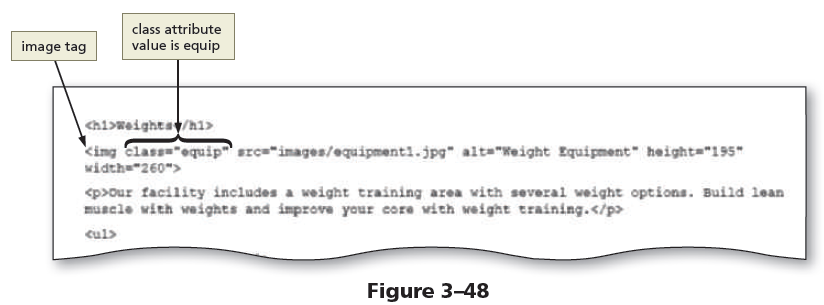 class attribute
value is equip
image tag
<h1>Weights</h1>
<img class="equip" src="images/equipment1.jpg" alt="Weight Equipment" height="195"
width="260">
<p>Our facility includes a weight training area with several weight options. Build lean
muscle with weights and improve your core with weight training.</p>
<ul>
Figure 3–48